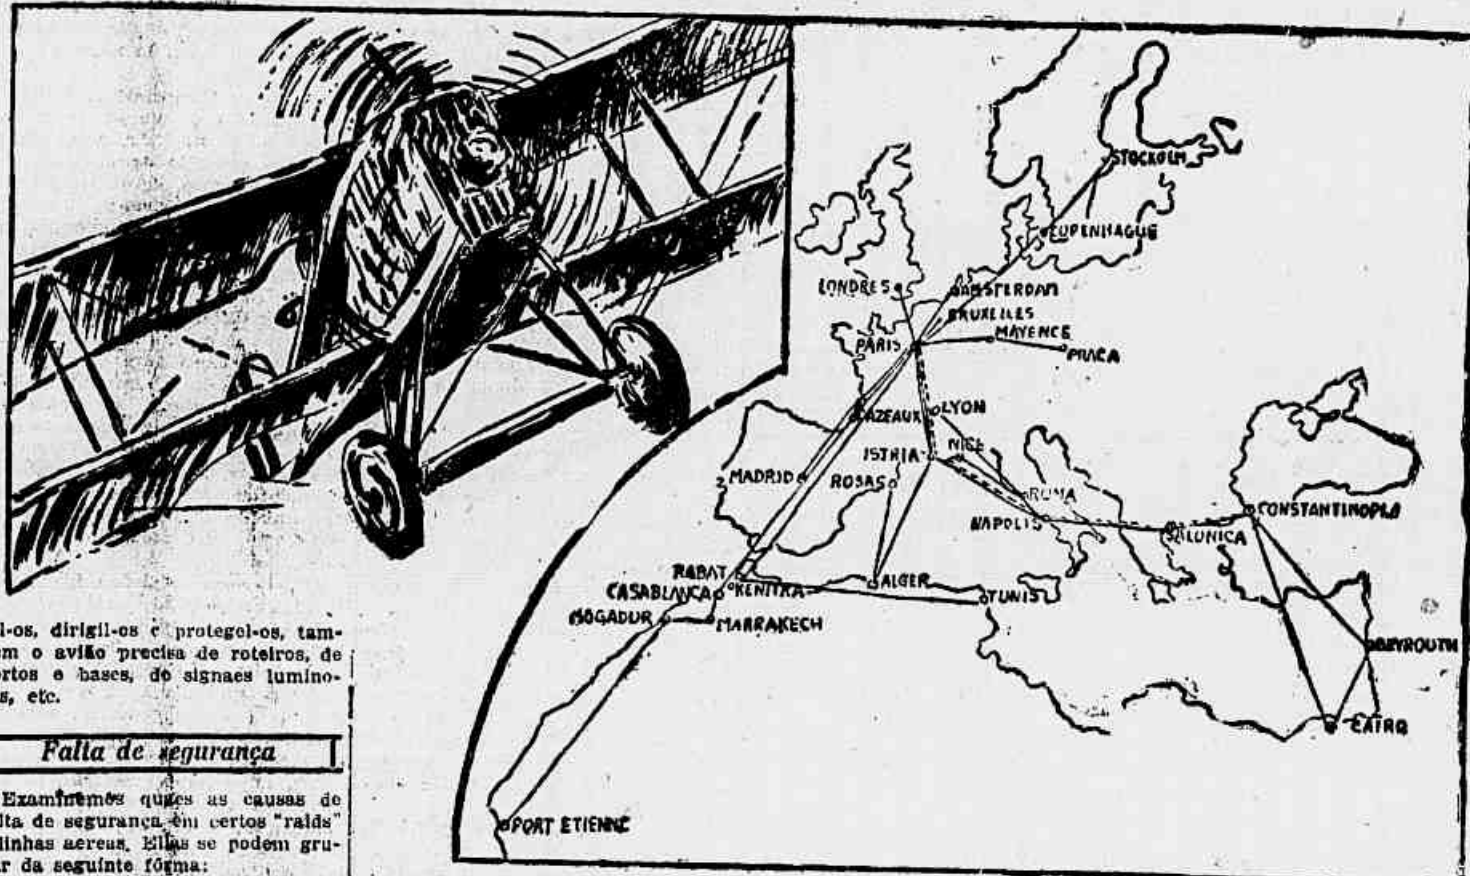 STOCKOLM
CUPENHAGUE
LONDRES
AMSTERDAM
BRUXELLES
PARIS
MAYENCE
PRACA
CAZEAUX
LYON
NICE
ISTRIA
MADRID
ROSAS
ROMA
NAPOLIS
SALUNICA
CONSTANTINOPLA
RABAT
CASABLANCA
KENITRA
ALGER
TUNIS
MOGADUR
MARRAKECH
BEYROUTH
CAIRO
PORT ETIENNE
l-os, dirigil-os e protegel-os, tam-
m o avião precisa de roteiros, de
rtos e bases, de signaes lumino-
s, etc.
Falta de segurança
Examinemos quaes as causas de
lta de segurança em certos "raids"
linhas aereas. Ellas se podem gru-
r da seguinte fórma: